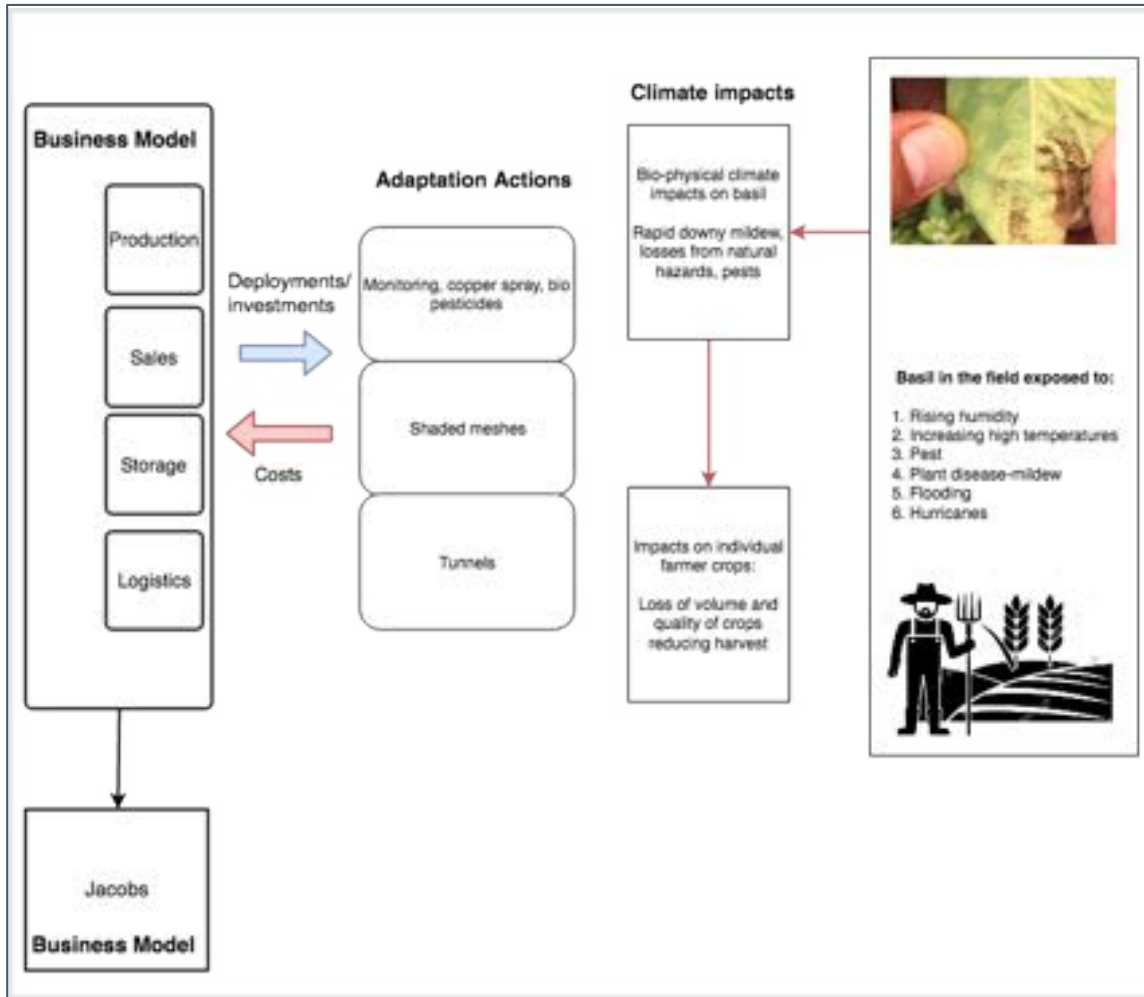 Business Model
Production
Sales
Storage
Logistics
Jacobs
Business Model
Deployments/
investments
Costs
Adaptation Actions
Monitoring, copper spray, bio
pesticides
Shaded meshes
Tunnels
Climate impacts
Bio-physical climate
impacts on basil
Rapid downy mildew,
losses from natural
hazards, pests
Impacts on individual
farmer crops:
Loss of volume and
quality of crops
reducing harvest
Basil in the field exposed to:
1. Rising humidity
2. Increasing high temperatures
3. Pest
4. Plant disease-mildew
5. Flooding
6. Hurricanes